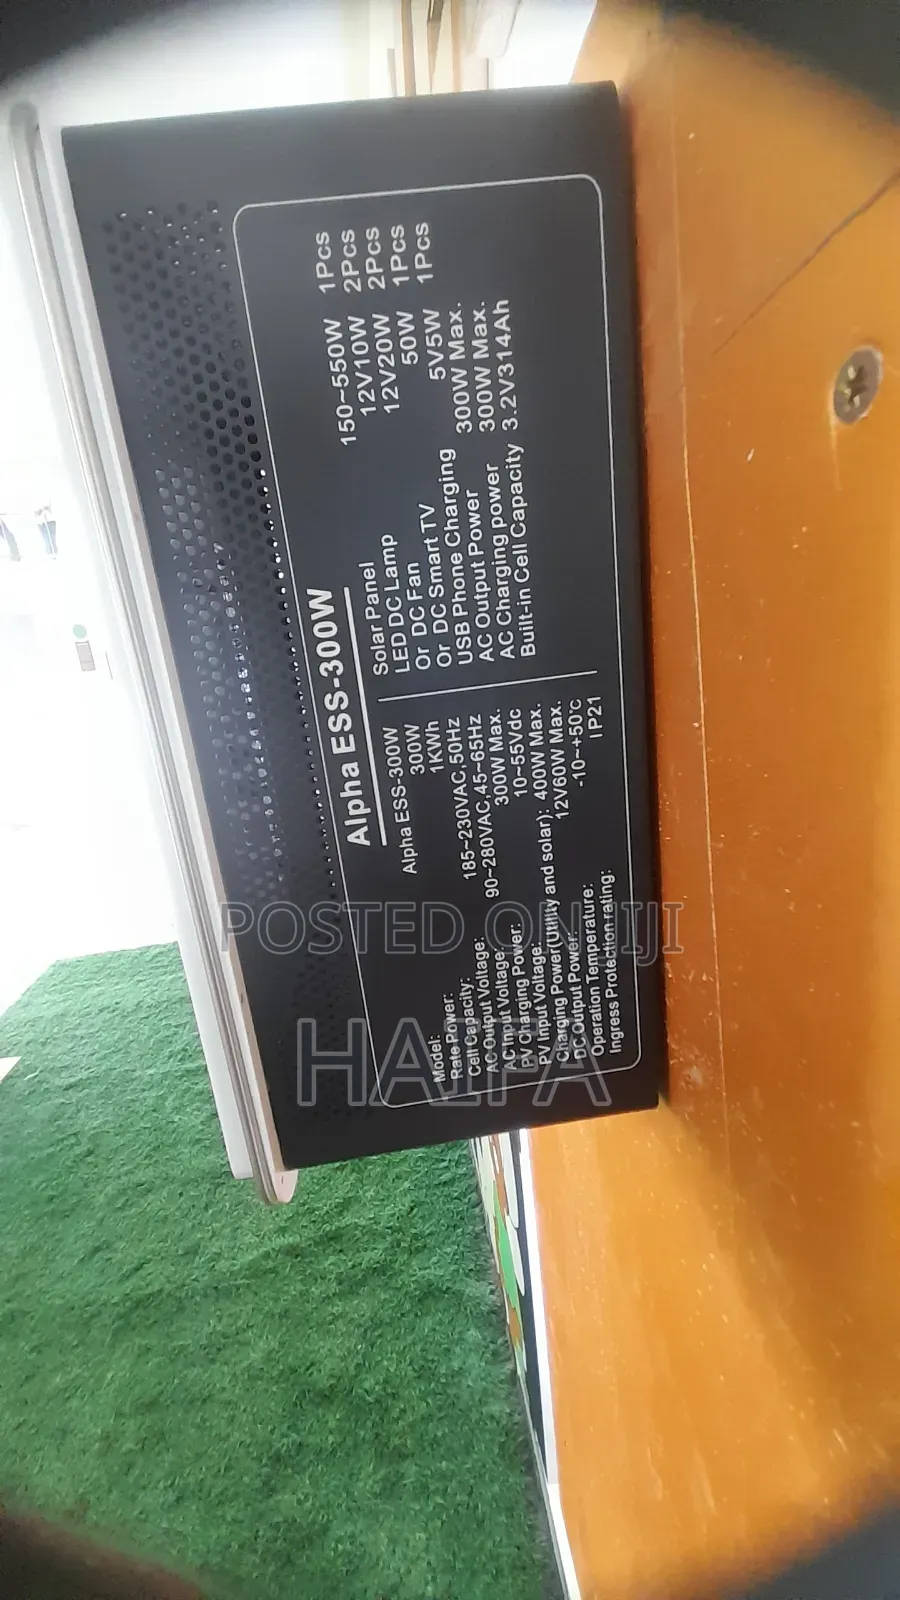 Alpha ESS-300W
Model: Alpha ESS-300W
Rate Power: 300W
Cell Capacity: 1KWh
AC Output Voltage: 185~230VAC,50Hz
AC Input Voltage: 90~280VAC,45~65Hz
PV Charging Power: 300W Max.
PV Input Voltage: 10~55Vdc
Charging Power(Utility and solar): 400W Max.
DC Output Power: 12V60W Max.
Operation Temperature: -10~+50℃
Ingress Protection rating: IP21
Solar Panel 150~550W 1Pcs
LED DC Lamp 12V10W 2Pcs
Or DC Fan 12V20W 2Pcs
Or DC Smart TV 50W 1Pcs
USB Phone Charging 5V5W 1Pcs
AC Output Power 300W Max.
AC Charging power 300W Max.
Built-in Cell Capacity 3.2V314Ah
POSTED ON JIJI
HAIFA